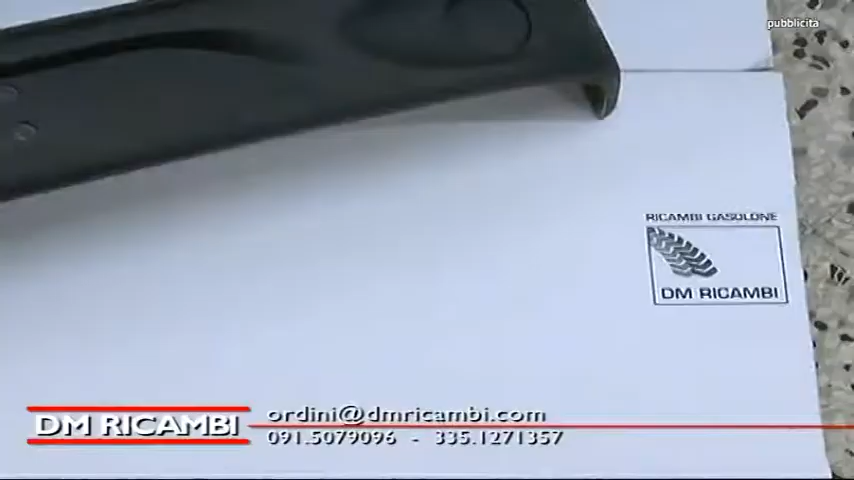 pubblicita
RICAMBI GASOLONE
DM RICAMBI
DM RICAMBI
ordini@dmricambi.com
091.5079096 - 335.1271357